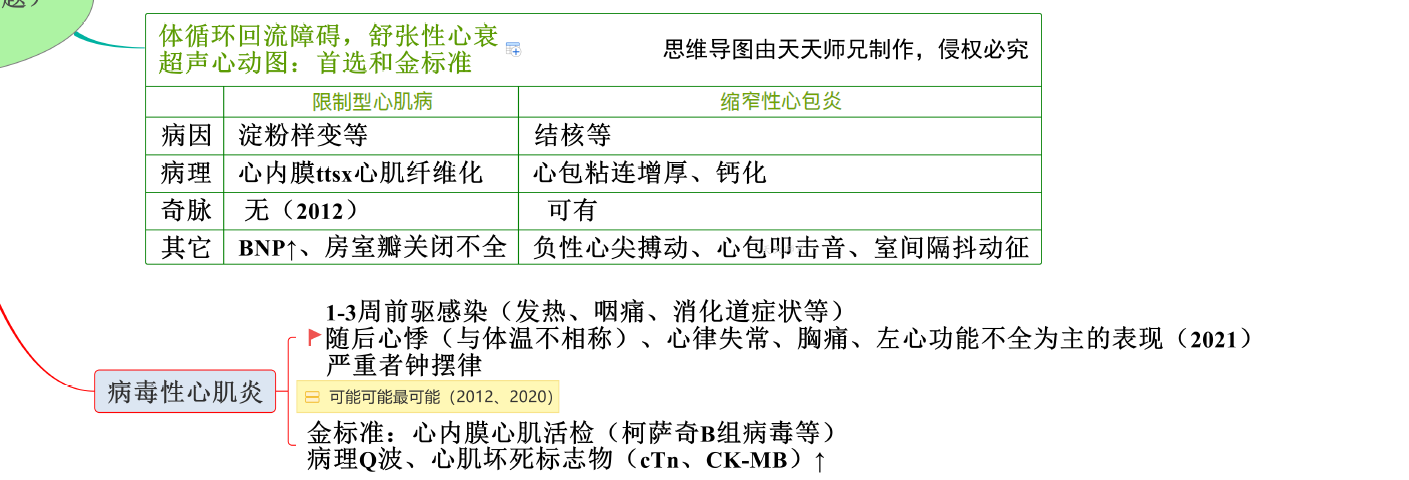 体循环回流障碍，舒张性心衰
超声心动图：首选和金标准
思维导图由天天师兄制作，侵权必究
限制型心肌病 缩窄性心包炎
病因 淀粉样变等 结核等
病理 心内膜ttsx心肌纤维化 心包粘连增厚、钙化
奇脉 无（2012） 可有
其它 BNP↑、房室瓣关闭不全 负性心尖搏动、心包叩击音、室间隔抖动征
1-3周前驱感染（发热、咽痛、消化道症状等）
随后心悸（与体温不相称）、心律失常、胸痛、左心功能不全为主的表现（2021）
严重者钟摆律
病毒性心肌炎
可能可能最可能（2012、2020）
金标准：心内膜心肌活检（柯萨奇B组病毒等）
病理Q波、心肌坏死标志物（cTn、CK-MB）↑